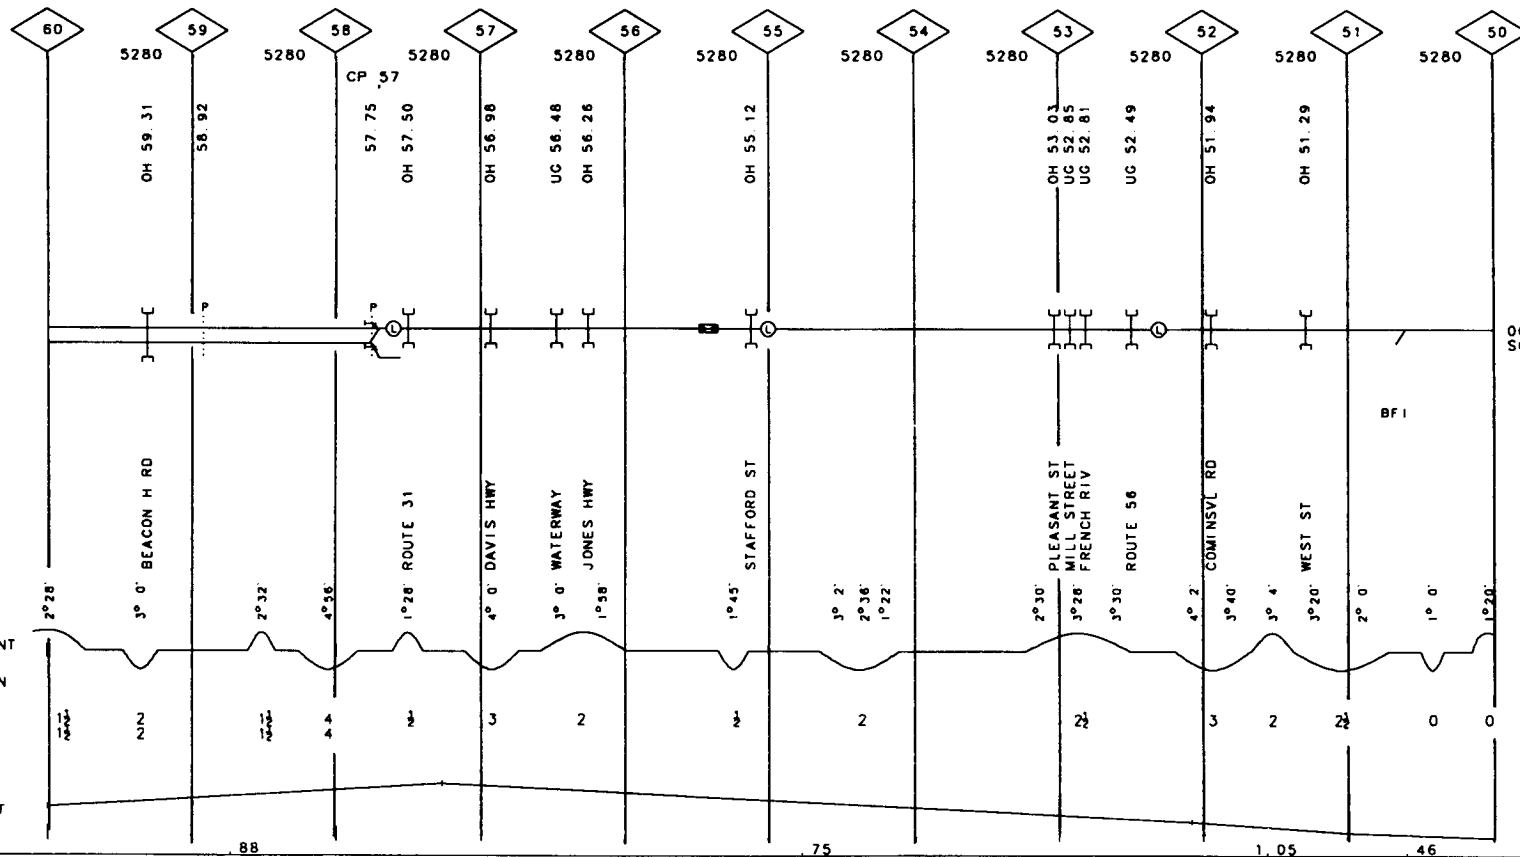 60 59 58 57 56 55 54 53 52 51 50
5280 5280 5280 5280 5280 5280 5280 5280 5280 5280
CP 57
OH 59.31
58.92
57.75
OH 57.50
OH 56.98
UG 56.48
OH 56.26
OH 55.12
OH 53.03
UG 52.85
UG 52.81
UG 52.49
OH 51.94
OH 51.29
P P
L L L
BFI
BEACON H RD
ROUTE 31
DAVIS HWY
WATERWAY
JONES HWY
STAFFORD ST
PLEASANT ST
MILL STREET
FRENCH RIV
ROUTE 56
COMINSVL RD
WEST ST
2°28' 3° 0' 2°32' 4°56' 1°28' 4° 0' 3° 0' 1°58' 1°45' 3° 2' 2°36' 1°22' 2°30' 3°28' 3°30' 4° 2' 3°40' 3° 4' 3°20' 2° 0' 1° 0' 1°20'
NT
N
1½ 2 1½ 4 ½ 3 2 ½ 2 2½ 3 2 2½ 0 0
1½ 2 1½ 4
T
.88 .75 1.05 .46